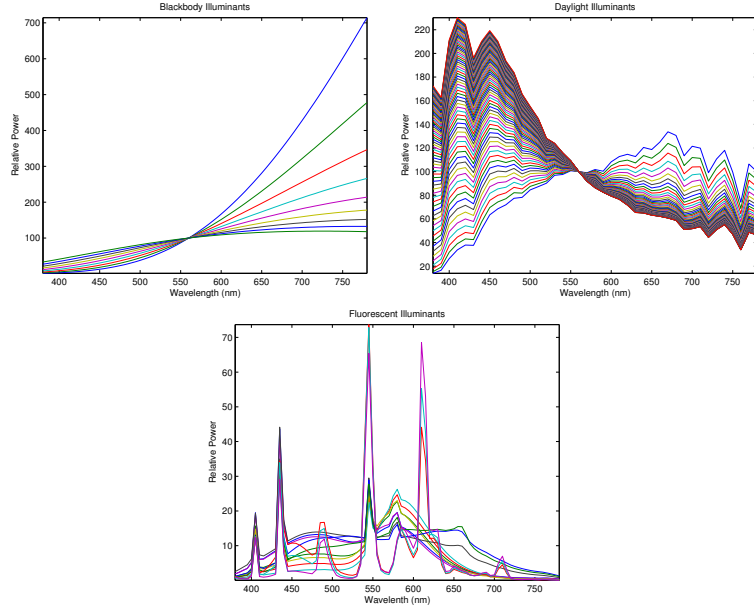 Blackbody Illuminants
700
600
500
400
300
200
100
400 450 500 550 600 650 700 750
Wavelength (nm)
Relative Power
Daylight Illuminants
220
200
180
160
140
120
100
80
60
40
20
400 450 500 550 600 650 700 750
Wavelength (nm)
Relative Power
Fluorescent Illuminants
70
60
50
40
30
20
10
400 450 500 550 600 650 700 750
Wavelenth (nm)
Relative Power